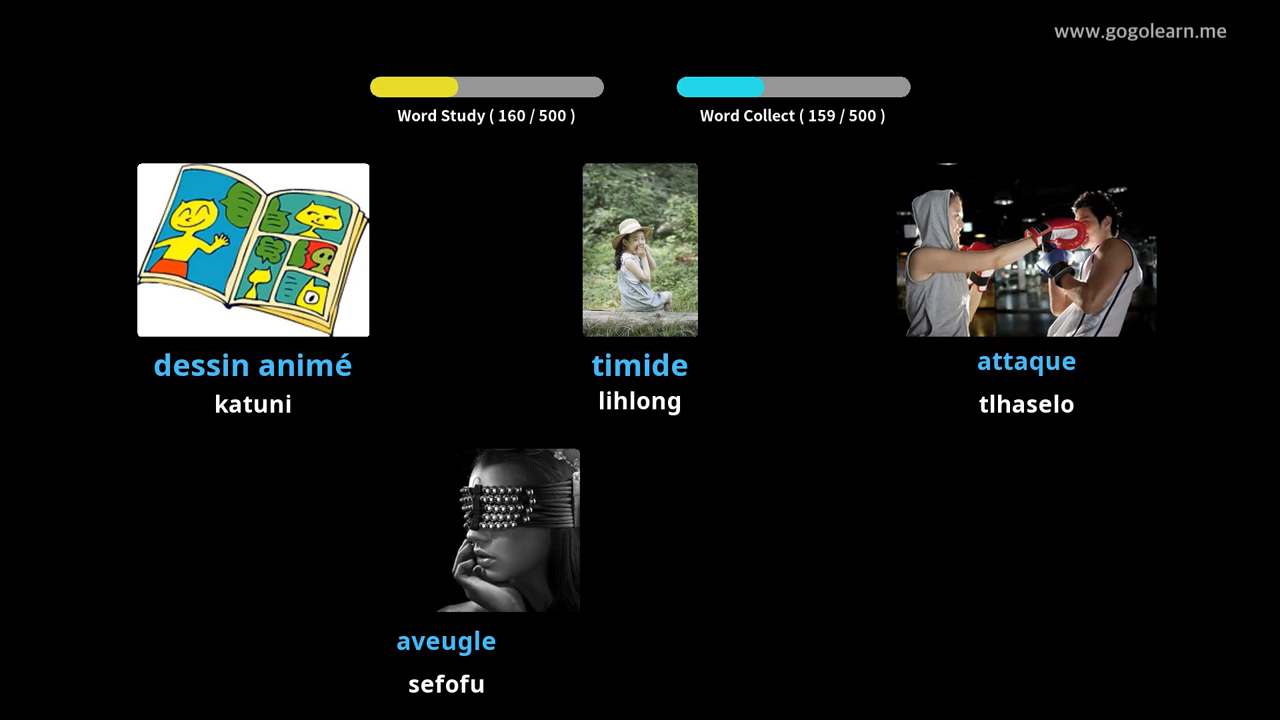 www.gogolearn.me
Word Study ( 160 / 500 )
Word Collect ( 159 / 500 )
dessin animé
katuni
timide
lihlong
attaque
tlhaselo
aveugle
sefofu